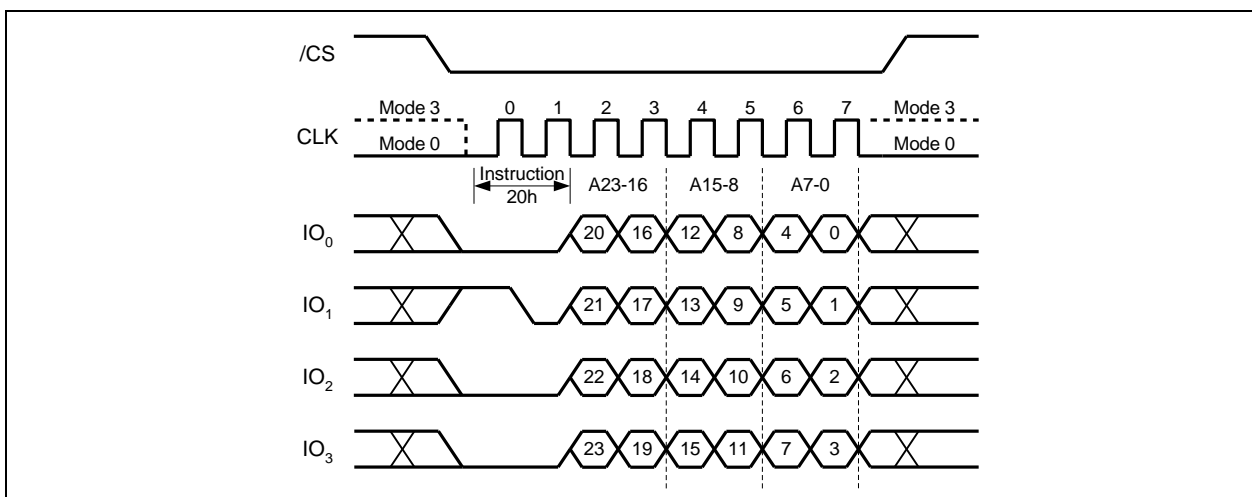 /CS
Mode 3 0 1 2 3 4 5 6 7 Mode 3
CLK
Mode 0 Mode 0
Instruction
20h
A23-16 A15-8 A7-0
IO0 20 16 12 8 4 0
IO1 21 17 13 9 5 1
IO2 22 18 14 10 6 2
IO3 23 19 15 11 7 3